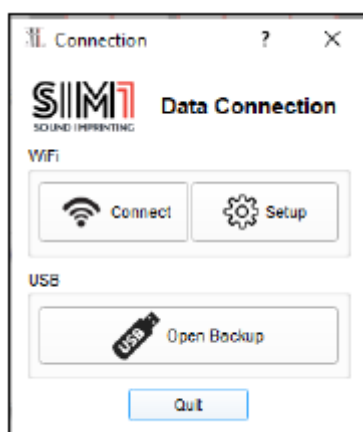 Connection ? ×
SIM1
SOUND IMPRINTING
Data Connection
WiFi
Connect
Setup
USB
USB
Open Backup
Quit